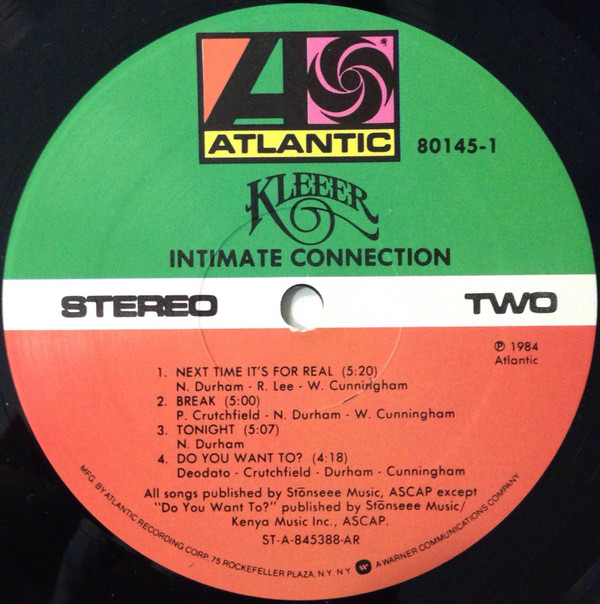 ATLANTIC
80145-1
KLEEER
INTIMATE CONNECTION
STEREO
TWO
℗ 1984
Atlantic
1. NEXT TIME IT'S FOR REAL (5:20)
N. Durham - R. Lee - W. Cunningham
2. BREAK (5:00)
P. Crutchfield - N. Durham - W. Cunningham
3. TONIGHT (5:07)
N. Durham
4. DO YOU WANT TO? (4:18)
Deodato - Crutchfield - Durham - Cunningham
All songs published by Stōnseee Music, ASCAP except
"Do You Want To?" published by Stōnseee Music/
Kenya Music Inc., ASCAP.
ST-A-845388-AR
MFG. BY ATLANTIC RECORDING CORP. 75 ROCKEFELLER PLAZA, N.Y. N.Y. W A WARNER COMMUNICATIONS COMPANY